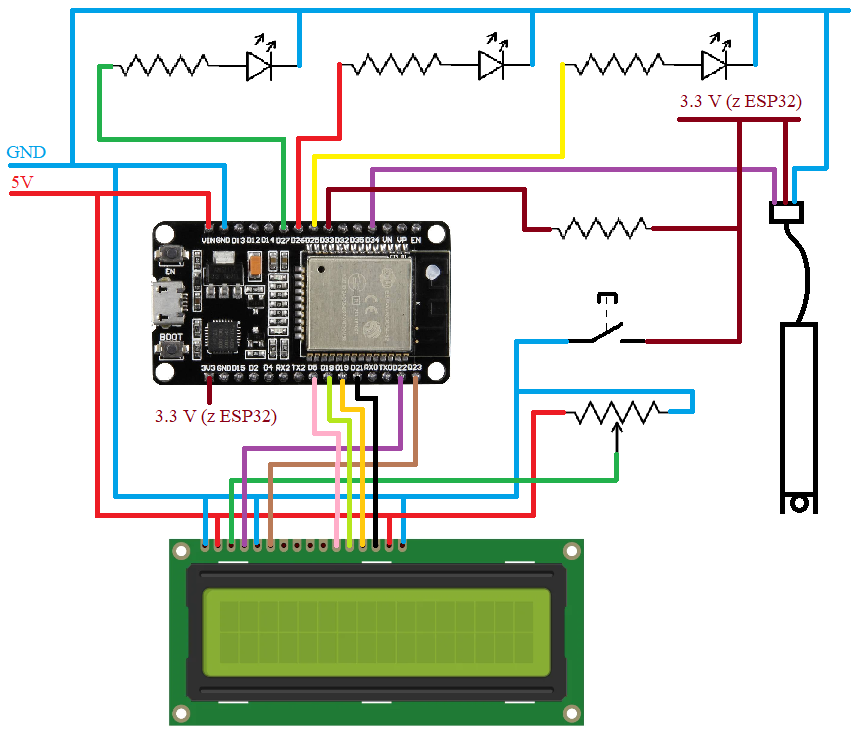 3.3 V (z ESP32)
GND
5V
VIN GND D13 D12 D14 D27 D26 D25 D33 D32 D35 D34 VN VP EN
EN
BOOT
3V3 GND D15 D2 D4 RX2 TX2 D5 D18 D19 D21 RX0 TX0 D22 D23
3.3 V (z ESP32)